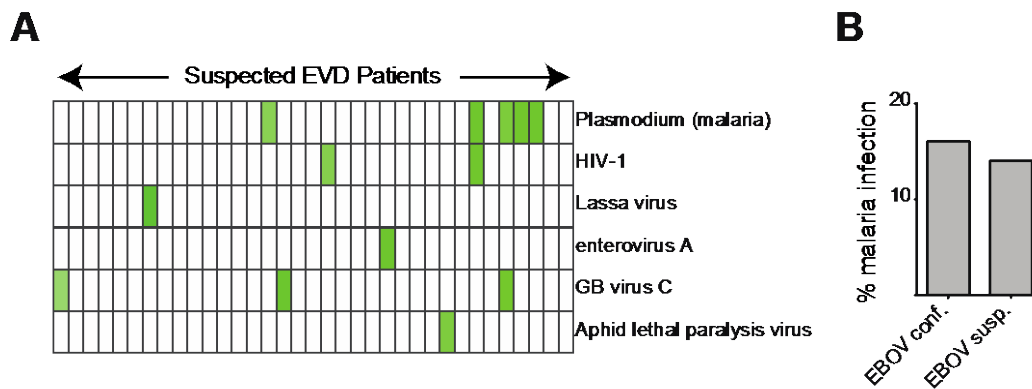 A
Suspected EVD Patients
Plasmodium (malaria)
HIV-1
Lassa virus
enterovirus A
GB virus C
Aphid lethal paralysis virus
B
% malaria infection
20
10
EBOV conf.
EBOV susp.